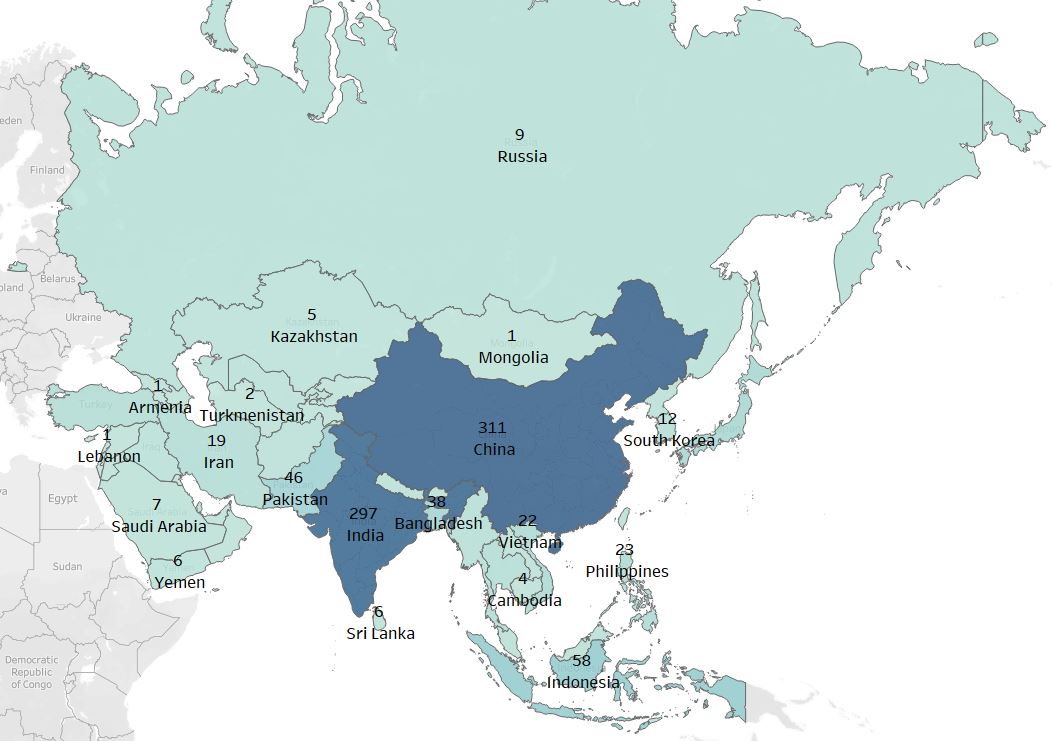 9
Russia
eden
Finland
Belarus
oland
Ukraine
5
Kazakhstan
1
Mongolia
Turkey
1
Armenia
2
Turkmenistan
1
Lebanon
Iraq
19
Iran
311
China
12
South Korea
46
Pakistan
7
Saudi Arabia
Egypt
297
India
38
Bangladesh
22
Vietnam
6
Yemen
Sudan
23
Philippines
4
Cambodia
6
Sri Lanka
58
Indonesia
Democratic
Republic
of Congo